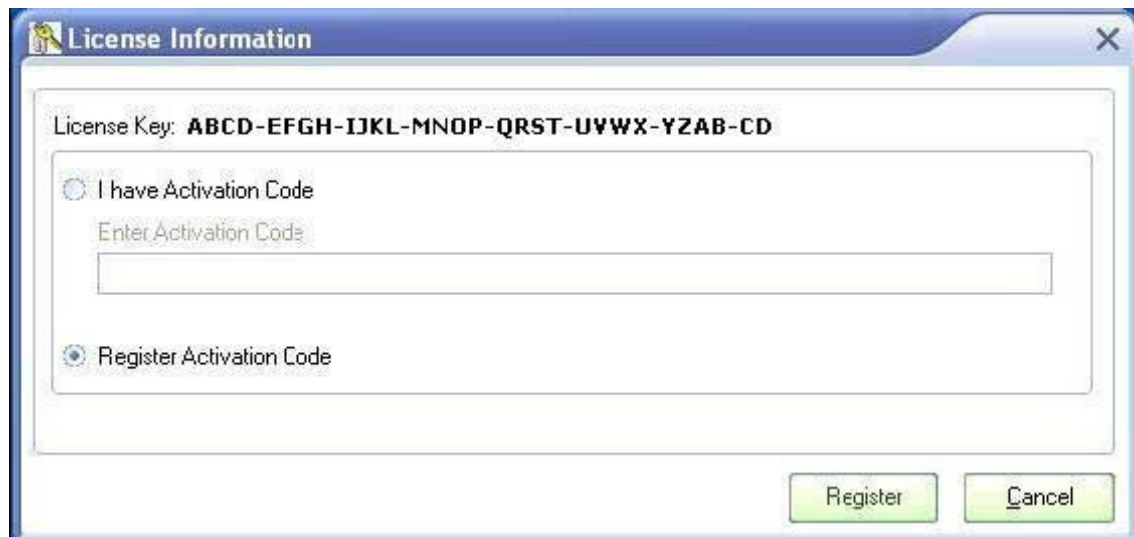 License Information
License Key: ABCD-EFGH-IJKL-MNOP-QRST-UVWX-YZAB-CD
I have Activation Code
Enter Activation Code
Register Activation Code
Register Cancel